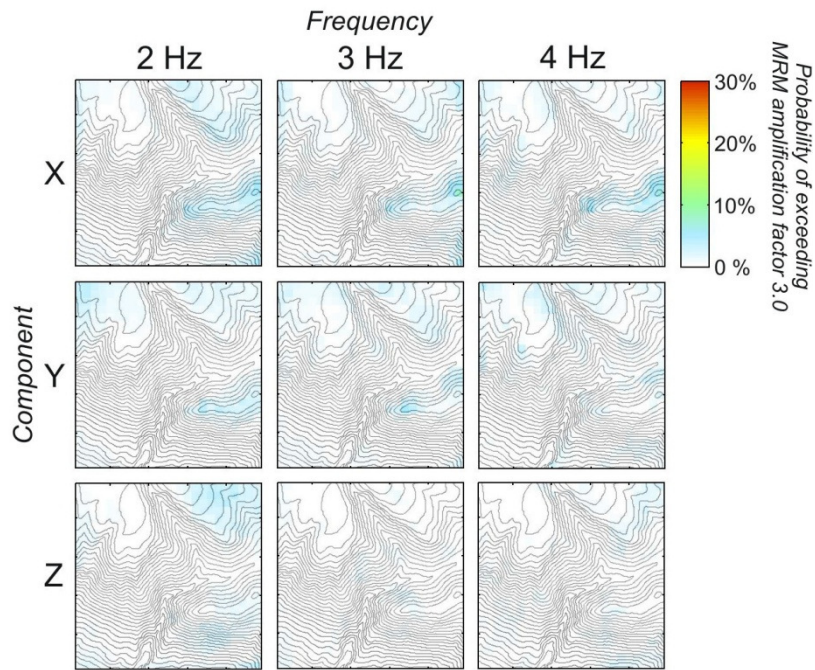 Frequency
2 Hz
3 Hz
4 Hz
X
Y
Z
Component
30%
20%
10%
0 %
Probability of exceeding
MRM amplification factor 3.0